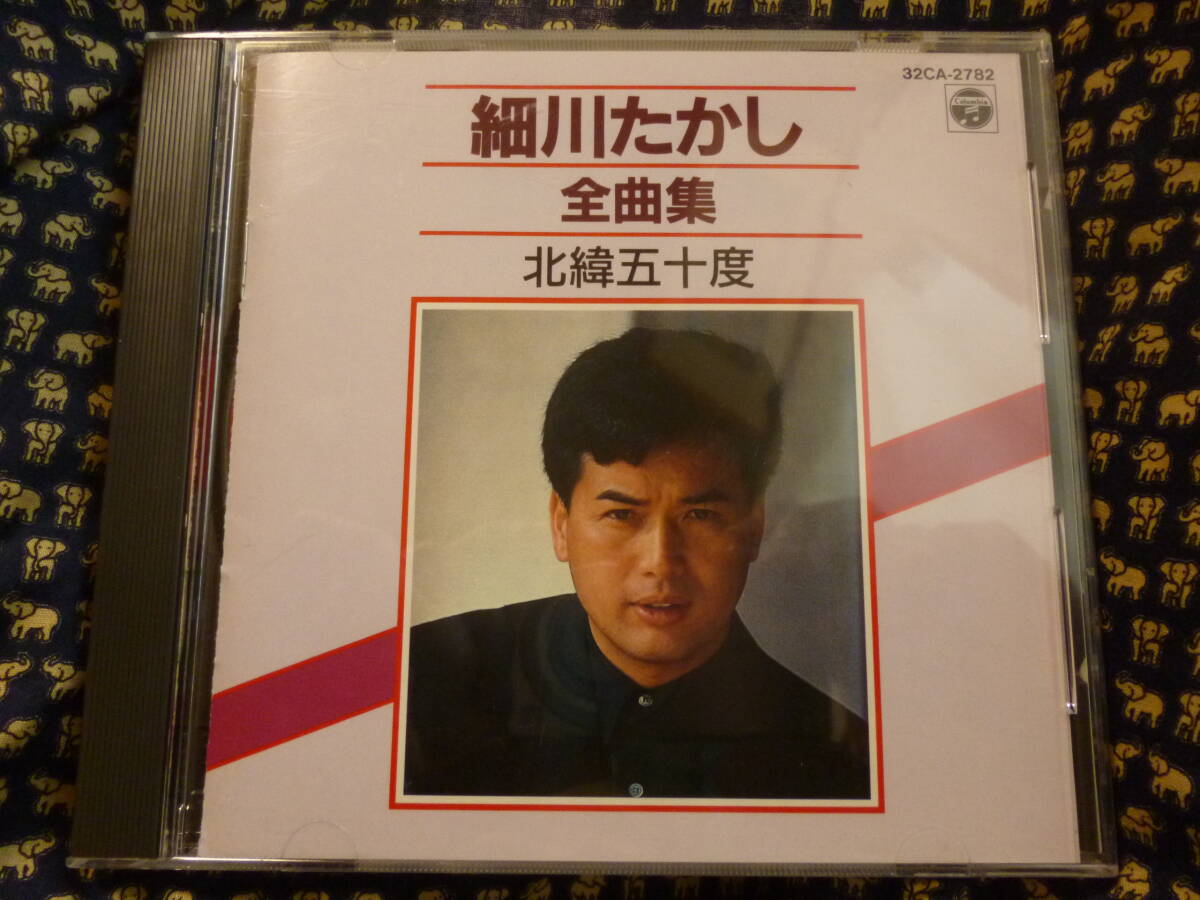 32CA-2782
Columbia
細川たかし
全曲集
北緯五十度